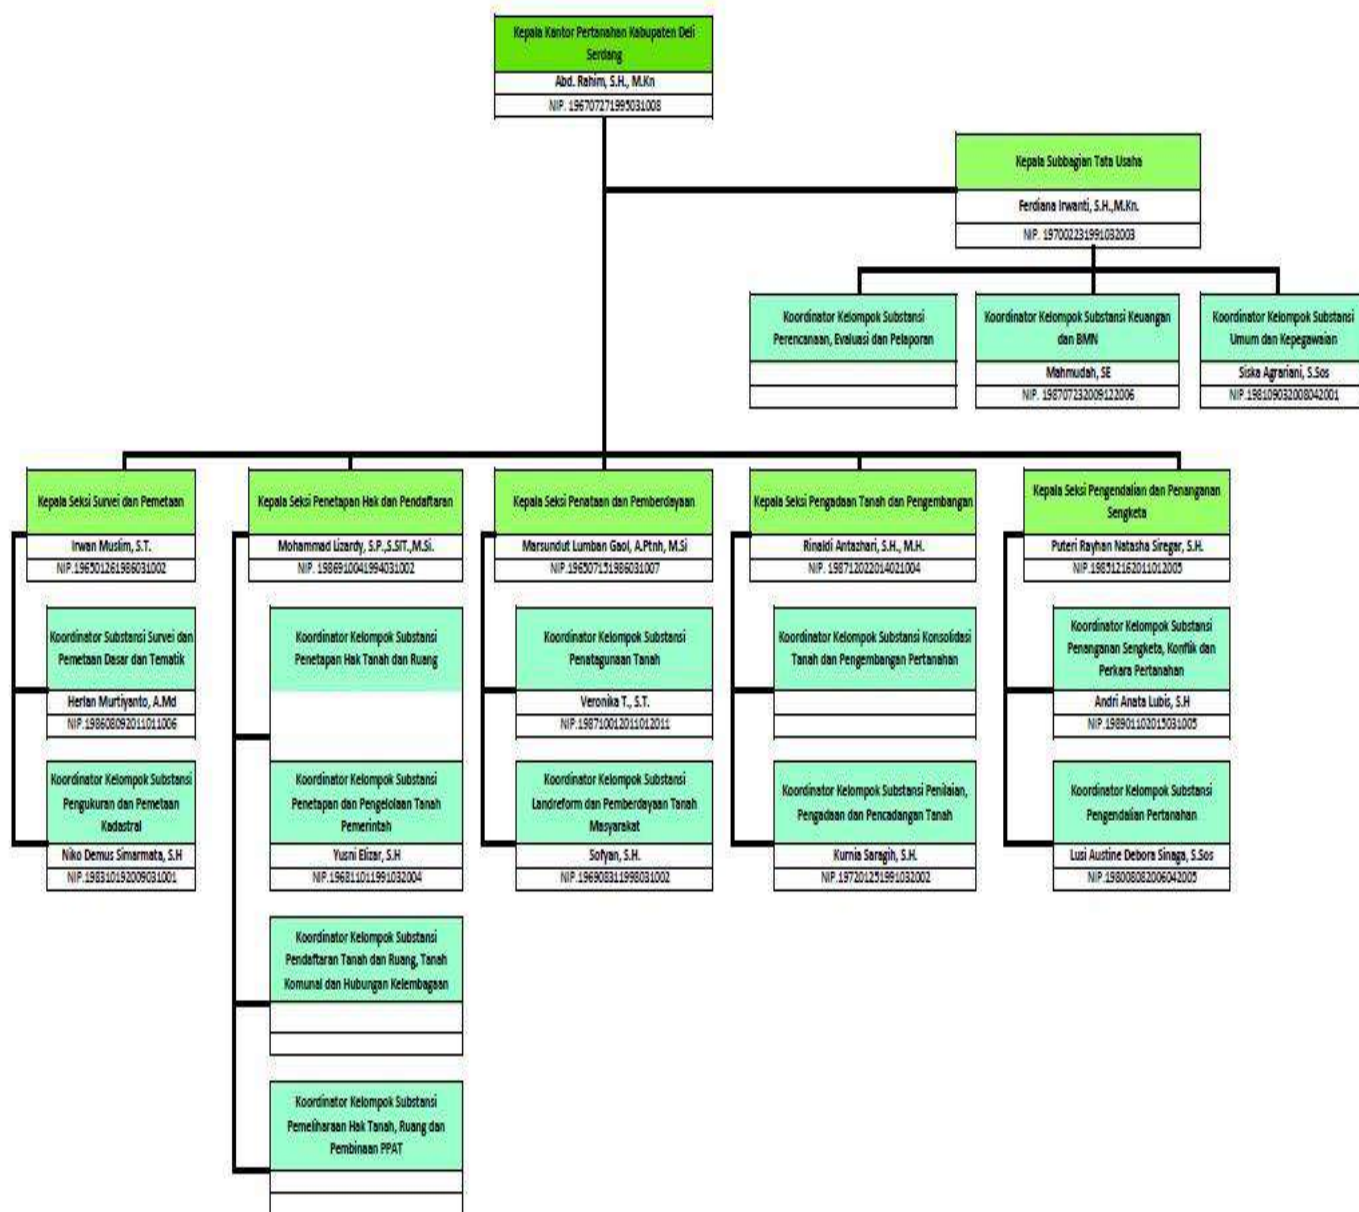 Kepala Kantor Pertanahan Kabupaten Deli
Serdang
Abd. Rahim, S.H., M.Kn
NIP. 196707271995031008
Kepala Subbagian Tata Usaha
Ferdiana Irwanti, S.H.,M.Kn.
NIP. 197002231991032003
Koordinator Kelompok Substansi
Perencanaan, Evaluasi dan Pelaporan
Koordinator Kelompok Substansi Keuangan
dan BMN
Mahmudah, SE
NIP. 198707232009122006
Koordinator Kelompok Substansi
Umum dan Kepegawaian
Siska Agrariani, S.Sos
NIP.198109032008042001
Kepala Seksi Survei dan Pemetaan
Irwan Muslim, S.T.
NIP.196501261986031002
Koordinator Substansi Survei dan
Pemetaan Dasar dan Tematik
Herlan Murtiyanto, A.Md
NIP.198608092011011006
Koordinator Kelompok Substansi
Pengukuran dan Pemetaan
Kadastral
Niko Demus Simarmata, S.H
NIP.198310192009031001
Kepala Seksi Penetapan Hak dan Pendaftaran
Mohammad Lizardy, S.P.,S.SiT.,M.Si.
NIP. 1986910041994031002
Koordinator Kelompok Substansi
Penetapan Hak Tanah dan Ruang
Koordinator Kelompok Substansi
Penetapan dan Pengelolaan Tanah
Pemerintah
Yusni Elizar, S.H
NIP.196811011991032004
Koordinator Kelompok Substansi
Pendaftaran Tanah dan Ruang, Tanah
Komunal dan Hubungan Kelembagaan
Koordinator Kelompok Substansi
Pemeliharaan Hak Tanah, Ruang dan
Pembinaan PPAT
Kepala Seksi Penataan dan Pemberdayaan
Marsundut Lumban Gaol, A.Ptnh, M.Si
NIP.196507151986031007
Koordinator Kelompok Substansi
Penatagunaan Tanah
Veronika T., S.T.
NIP.198710012011012011
Koordinator Kelompok Substansi
Landreform dan Pemberdayaan Tanah
Masyarakat
Sofyan, S.H.
NIP.196908311998031002
Kepala Seksi Pengadaan Tanah dan Pengembangan
Rinaldi Antazhari, S.H., M.H.
NIP. 198712022014021004
Koordinator Kelompok Substansi Konsolidasi
Tanah dan Pengembangan Pertanahan
Koordinator Kelompok Substansi Penilaian,
Pengadaan dan Pencadangan Tanah
Kurnia Saragih, S.H.
NIP.197201251991032002
Kepala Seksi Pengendalian dan Penanganan
Sengketa
Puteri Rayhan Natasha Siregar, S.H.
NIP.198512162011012005
Koordinator Kelompok Substansi
Penanganan Sengketa, Konflik dan
Perkara Pertanahan
Andri Anata Lubis, S.H
NIP.198901102015031005
Koordinator Kelompok Substansi
Pengendalian Pertanahan
Lusi Austine Debora Sinaga, S.Sos
NIP.198008082006042005